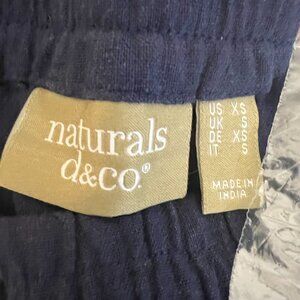 naturals
d&co.®
US XS
UK S
DE XS
IT S
MADE IN
INDIA